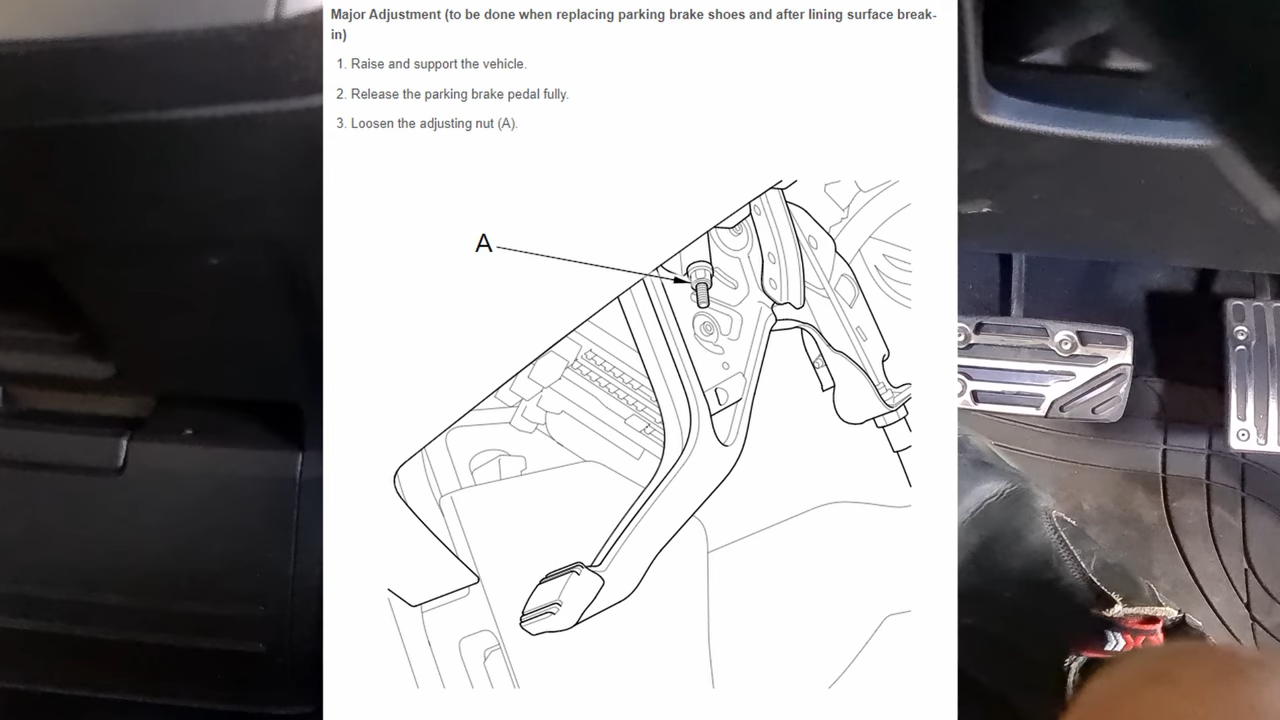 Major Adjustment (to be done when replacing parking brake shoes and after lining surface break-
in)
1. Raise and support the vehicle.
2. Release the parking brake pedal fully.
3. Loosen the adjusting nut (A).
A